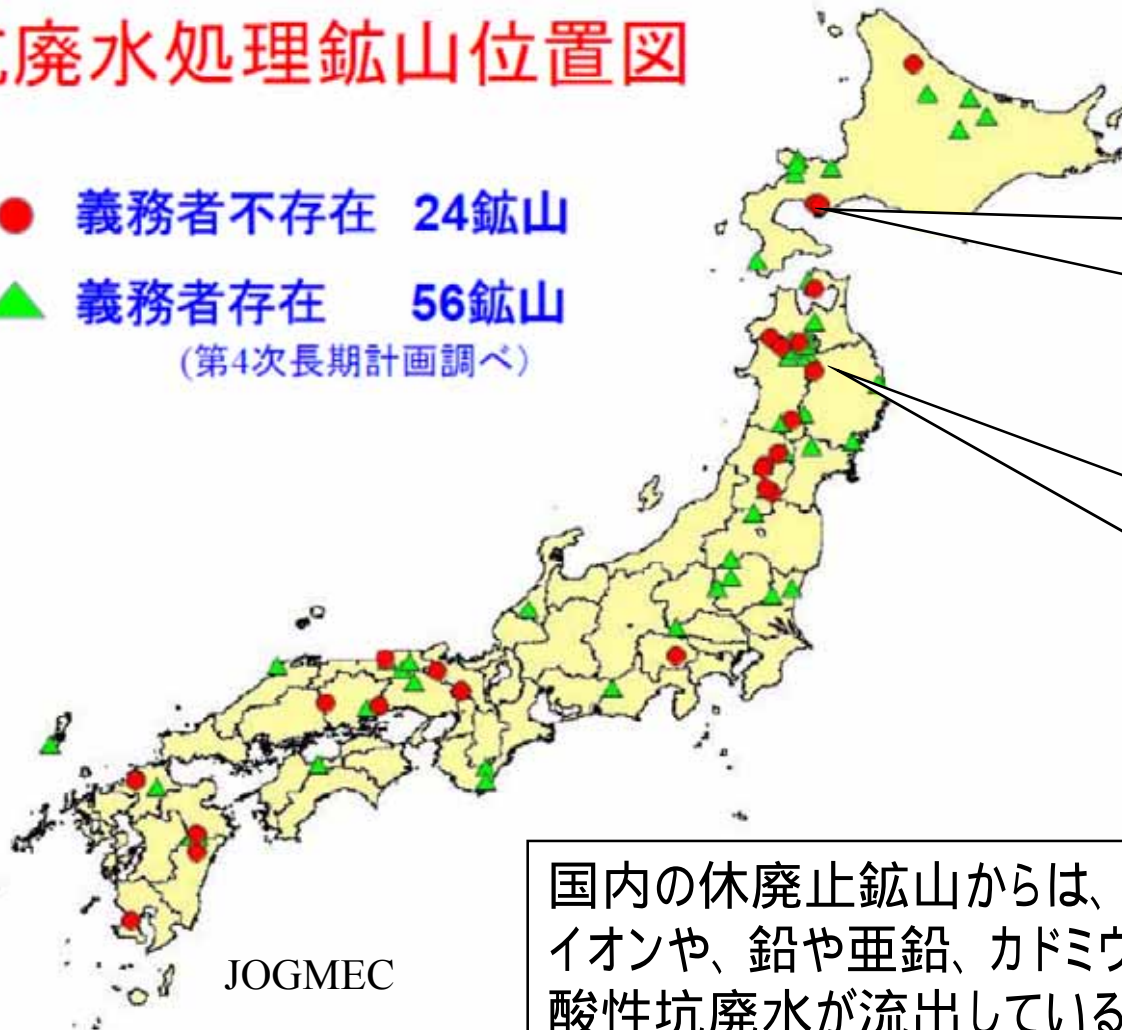 廃水処理鉱山位置図
義務者不存在 24鉱山
義務者存在 56鉱山
(第4次長期計画調べ)
JOGMEC
国内の休廃止鉱山からは、
イオンや、鉛や亜鉛、カドミウ
酸性坑廃水が流出している